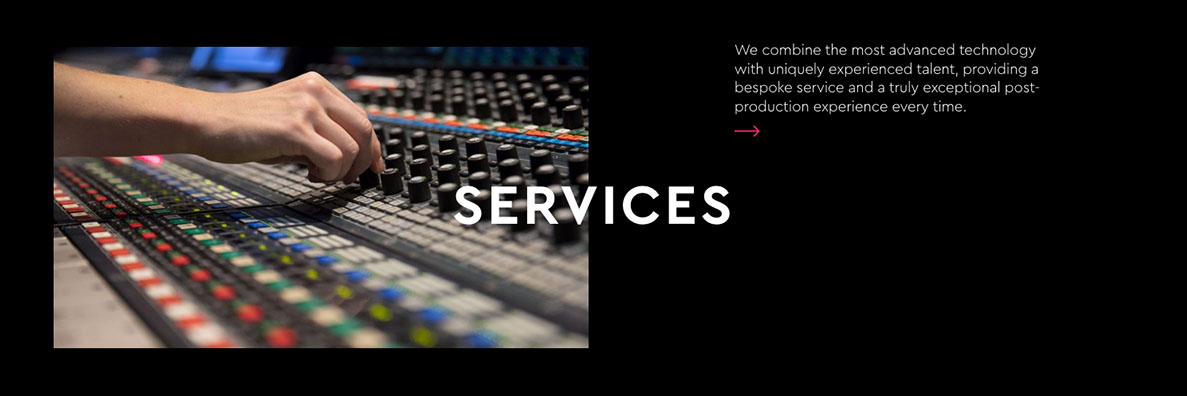 We combine the most advanced technology
with uniquely experienced talent, providing a
bespoke service and a truly exceptional post-
production experience every time.
SERVICES